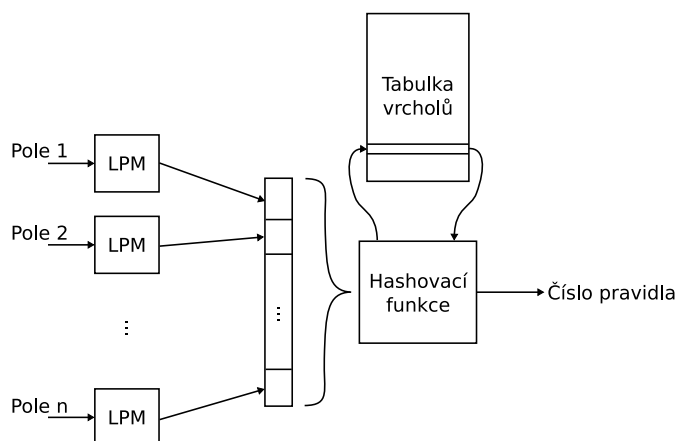 Tabulka
vrcholů
Pole 1
LPM
Pole 2
LPM
...
...
Hashovací
funkce
Číslo pravidla
Pole n
LPM